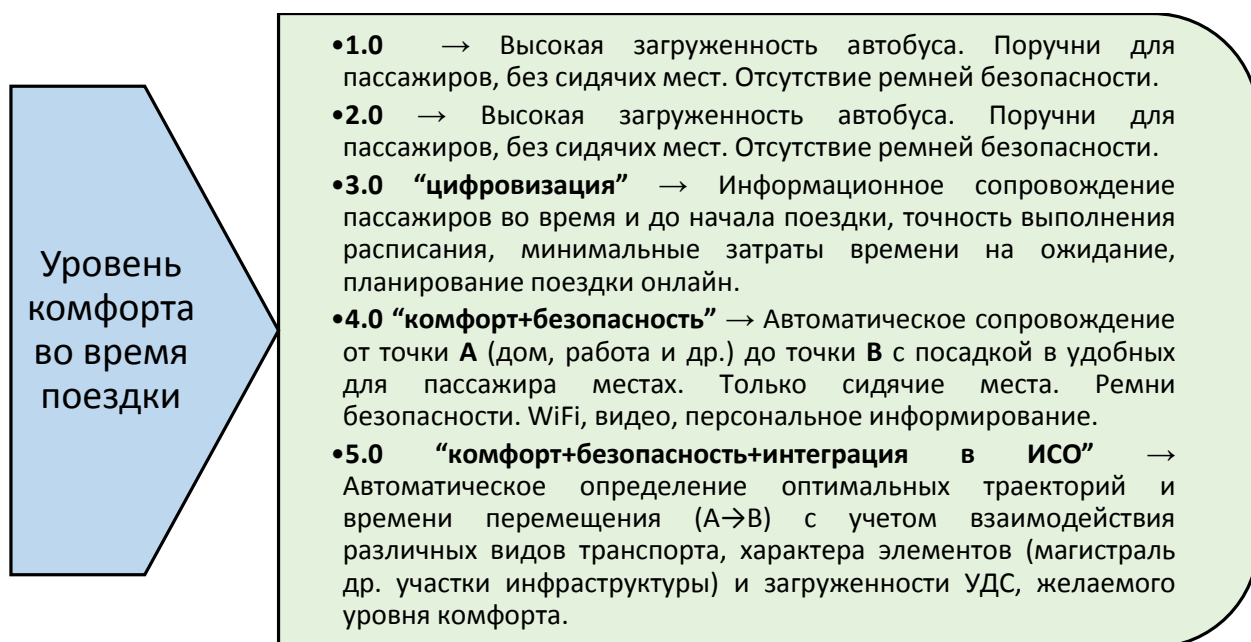 Уровень
комфорта
во время
поездки
•1.0 → Высокая загруженность автобуса. Поручни для
пассажиров, без сидячих мест. Отсутствие ремней безопасности.
•2.0 → Высокая загруженность автобуса. Поручни для
пассажиров, без сидячих мест. Отсутствие ремней безопасности.
•3.0 “цифровизация” → Информационное сопровождение
пассажиров во время и до начала поездки, точность выполнения
расписания, минимальные затраты времени на ожидание,
планирование поездки онлайн.
•4.0 “комфорт+безопасность” → Автоматическое сопровождение
от точки А (дом, работа и др.) до точки В с посадкой в удобных
для пассажира местах. Только сидячие места. Ремни
безопасности. WiFi, видео, персональное информирование.
•5.0 “комфорт+безопасность+интеграция в ИСО” →
Автоматическое определение оптимальных траекторий и
времени перемещения (А→В) с учетом взаимодействия
различных видов транспорта, характера элементов (магистраль
др. участки инфраструктуры) и загруженности УДС, желаемого
уровня комфорта.